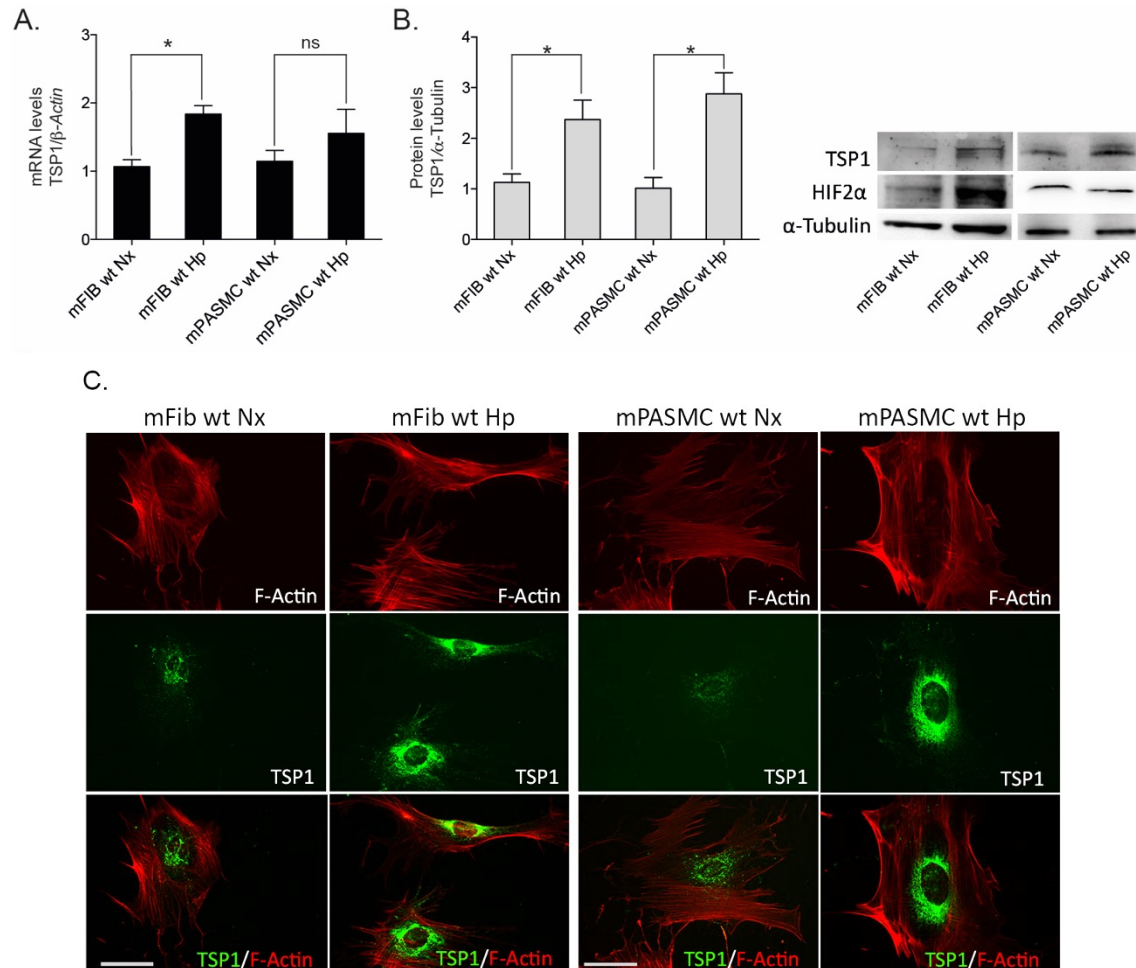 A.
mRNA levels
TSP1/β-Actin
3
2
1
0
*
ns
mFIB wt Nx
mFIB wt Hp
mPASMC wt Nx
mPASMC wt Hp
B.
Protein levels
TSP1/α-Tubulin
4
3
2
1
0
*
*
mFIB wt Nx
mFIB wt Hp
mPASMC wt Nx
mPASMC wt Hp
TSP1
HIF2α
α-Tubulin
mFIB wt Nx
mFIB wt Hp
mPASMC wt Nx
mPASMC wt Hp
C.
mFib wt Nx
mFib wt Hp
mPASMC wt Nx
mPASMC wt Hp
F-Actin
F-Actin
F-Actin
F-Actin
TSP1
TSP1
TSP1
TSP1
TSP1/F-Actin
TSP1/F-Actin
TSP1/F-Actin
TSP1/F-Actin